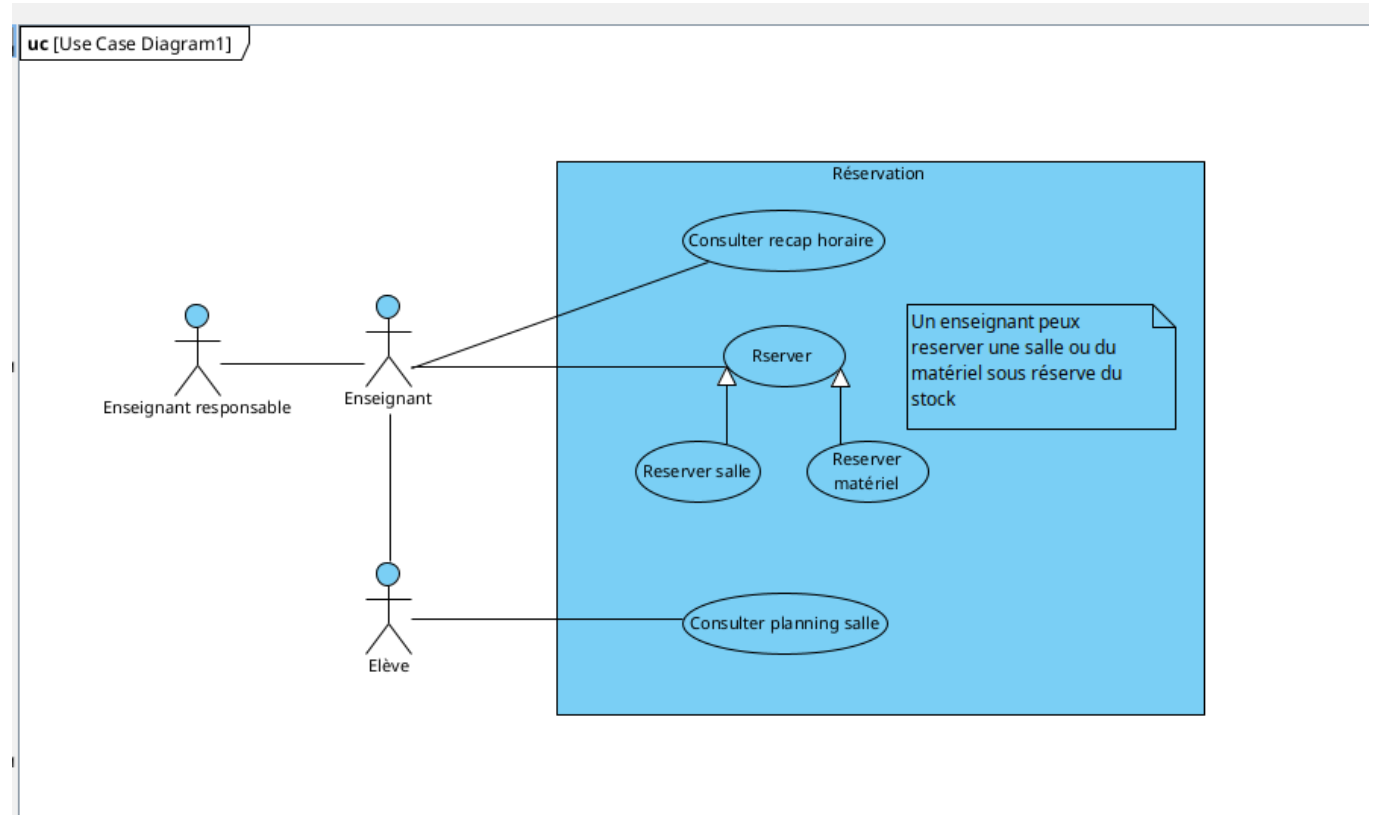 uc [Use Case Diagram1]
Réservation
Consulter recap horaire
Un enseignant peux
reserver une salle ou du
matériel sous réserve du
stock
Rserver
Enseignant responsable
Enseignant
Reserver salle
Reserver
matériel
Consulter planning salle
Elève